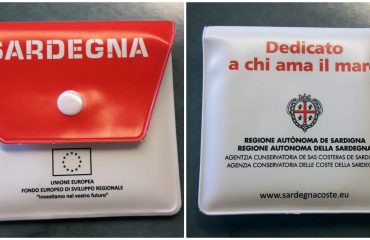 SARDEGNA
UNIONE EUROPEA
FONDO EUROPEO DI SVILUPPO REGIONALE
"Investiamo nel vostro futuro"
Dedicato
a chi ama il mare
REGIONE AUTÒNOMA DE SARDIGNA
REGIONE AUTONOMA DELLA SARDEGNA
AGENTZIA CONSERVATORIA DE SAS COSTERAS DE SARDIGNA
AGENZIA CONSERVATORIA DELLE COSTE DELLA SARDEGNA
www.sardegnacoste.eu